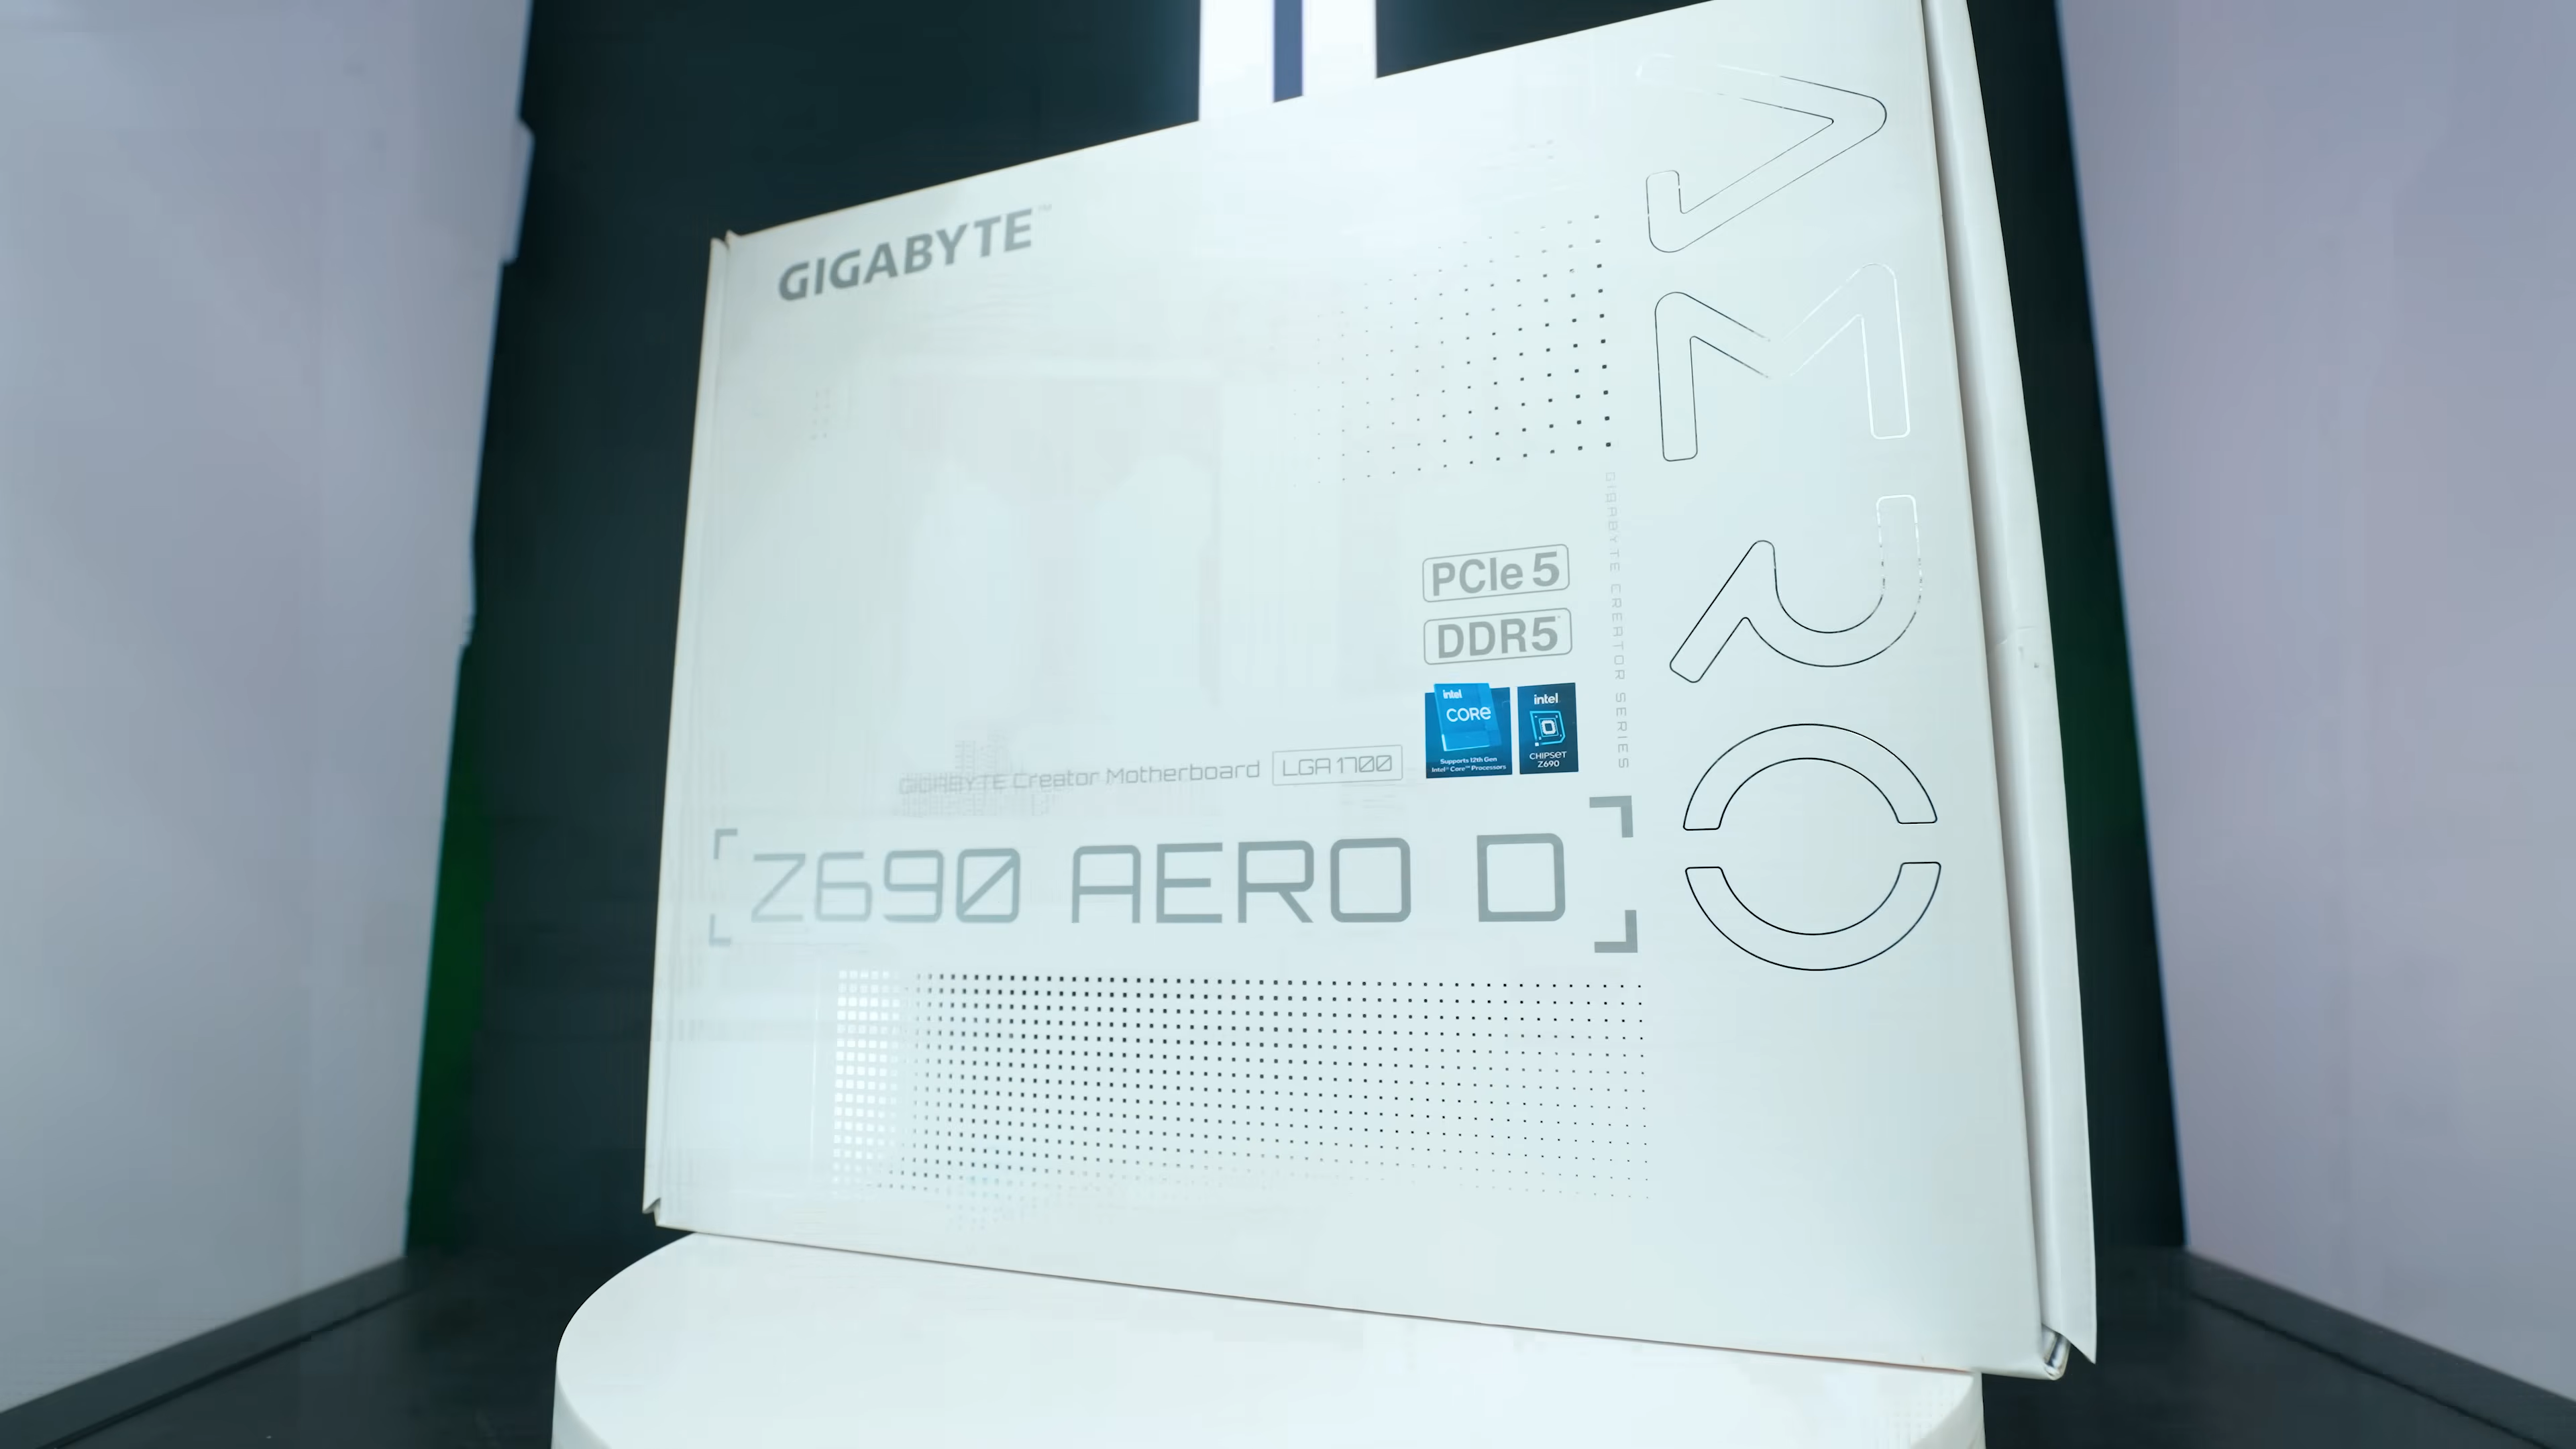 GIGABYTE™
PCIe 5
DDR5
intel
CORE
Supports 12th Gen
Intel® Core™ Processors
intel
CHIPSET
Z690
GIGABYTE Creator Motherboard LGA 1700
Z690 AERO D
GIGABYTE CREATOR SERIES
AERO